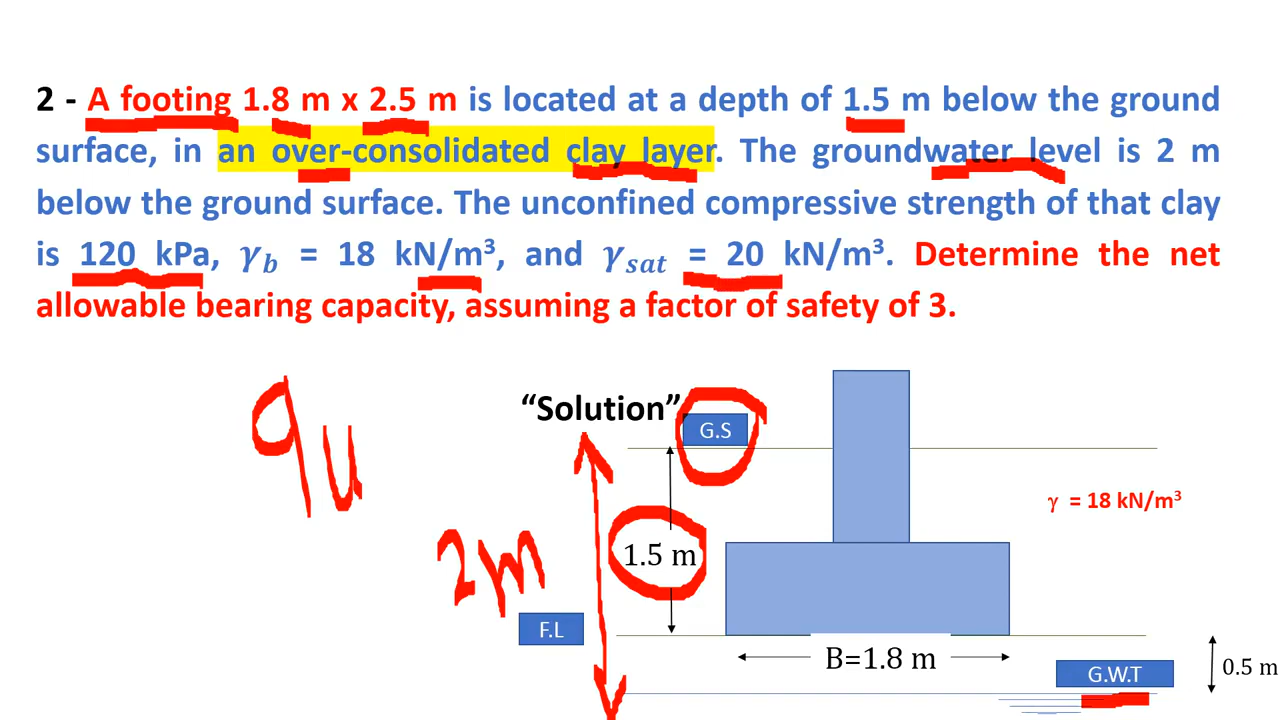 2 - A footing 1.8 m x 2.5 m is located at a depth of 1.5 m below the ground
surface, in an over-consolidated clay layer. The groundwater level is 2 m
below the ground surface. The unconfined compressive strength of that clay
is 120 kPa, γb = 18 kN/m³, and γsat = 20 kN/m³. Determine the net
allowable bearing capacity, assuming a factor of safety of 3.
“Solution”
G.S
qu
γ = 18 kN/m³
2m
1.5 m
F.L
B=1.8 m
G.W.T
0.5 m